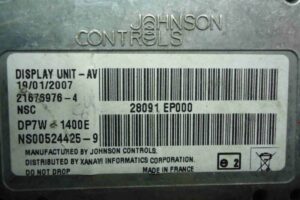 JOHNSON
CONTROLS
DISPLAY UNIT-AV
19/01/2007
21675976-4
NSC
28091 EP000
DP7W-1400E
NS00524425-9
MANUFACTURED BY JOHNSON CONTROLS.
DISTRIBUTED BY XANAVI INFORMATICS CORPORATION.
DO NOT DROP
MADE IN FRANCE
e 2